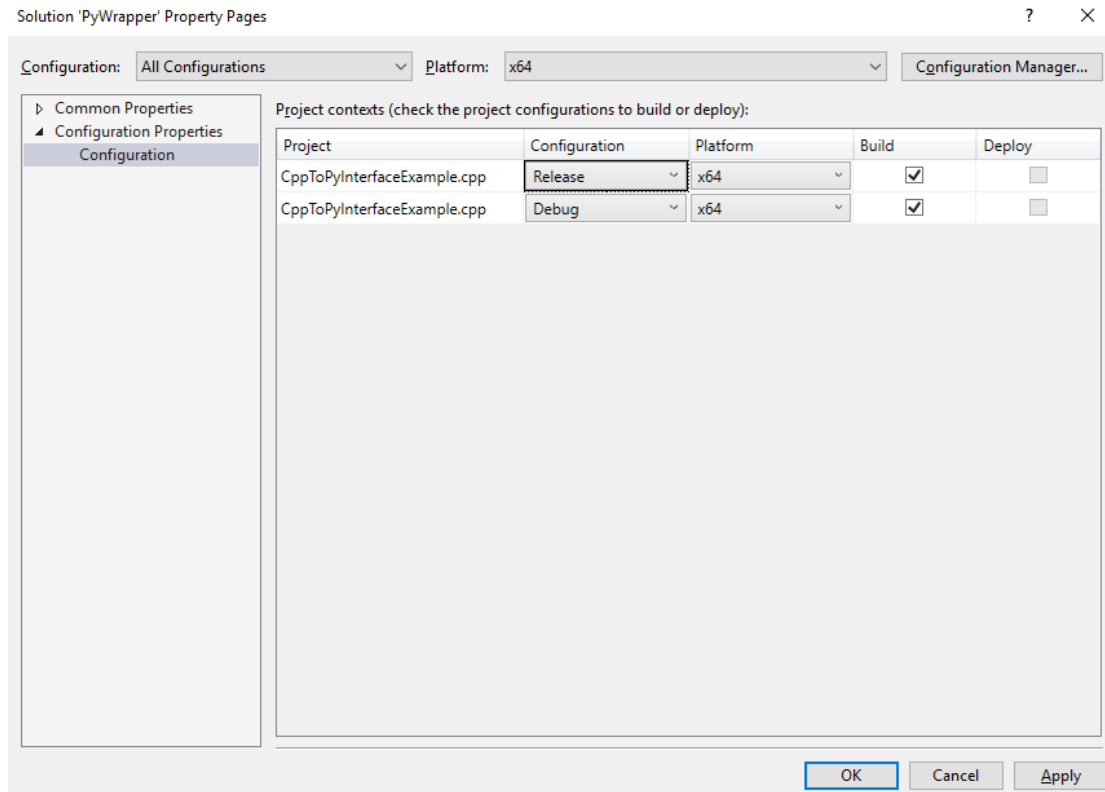 Solution 'PyWrapper' Property Pages
?
Configuration: All Configurations Platform: x64 Configuration Manager...
Common Properties
Configuration Properties
Configuration
Project contexts (check the project configurations to build or deploy):
Project Configuration Platform Build Deploy
CppToPyInterfaceExample.cpp Release x64
CppToPyInterfaceExample.cpp Debug x64
OK Cancel Apply